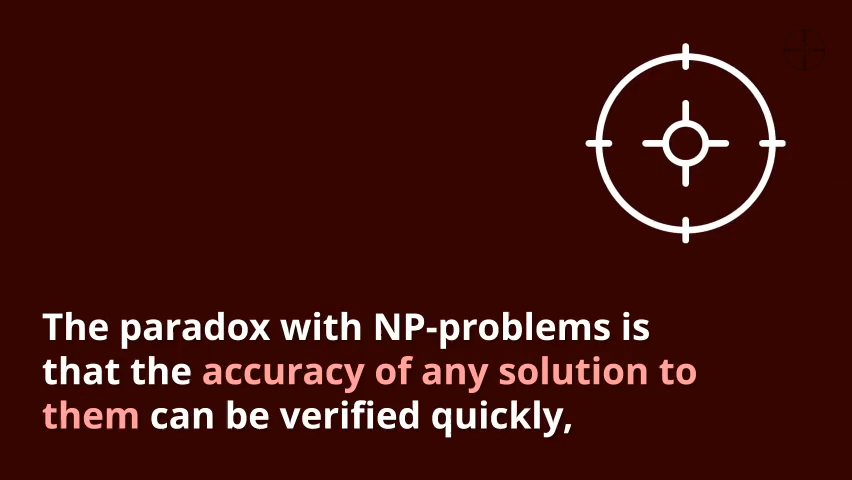 The paradox with NP-problems is
that the accuracy of any solution to
them can be verified quickly,